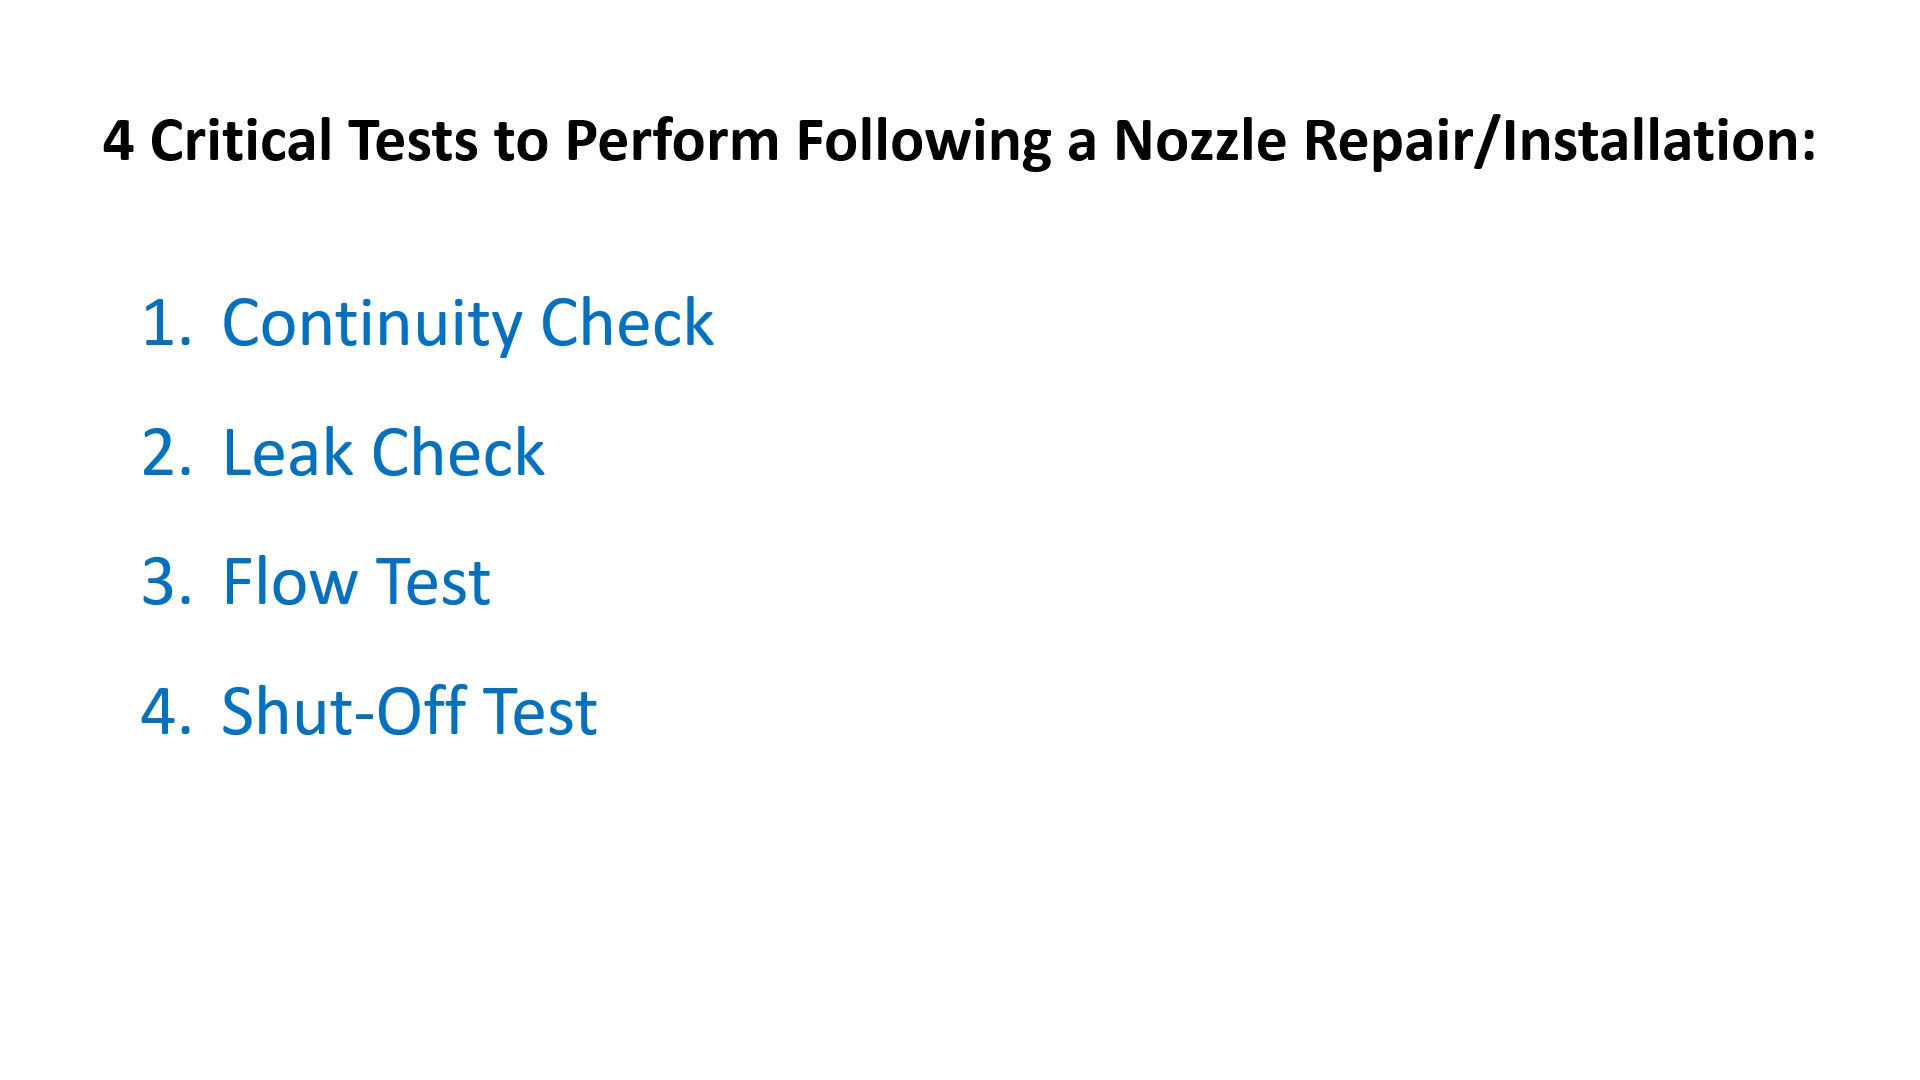 4 Critical Tests to Perform Following a Nozzle Repair/Installation:
1. Continuity Check
2. Leak Check
3. Flow Test
4. Shut-Off Test